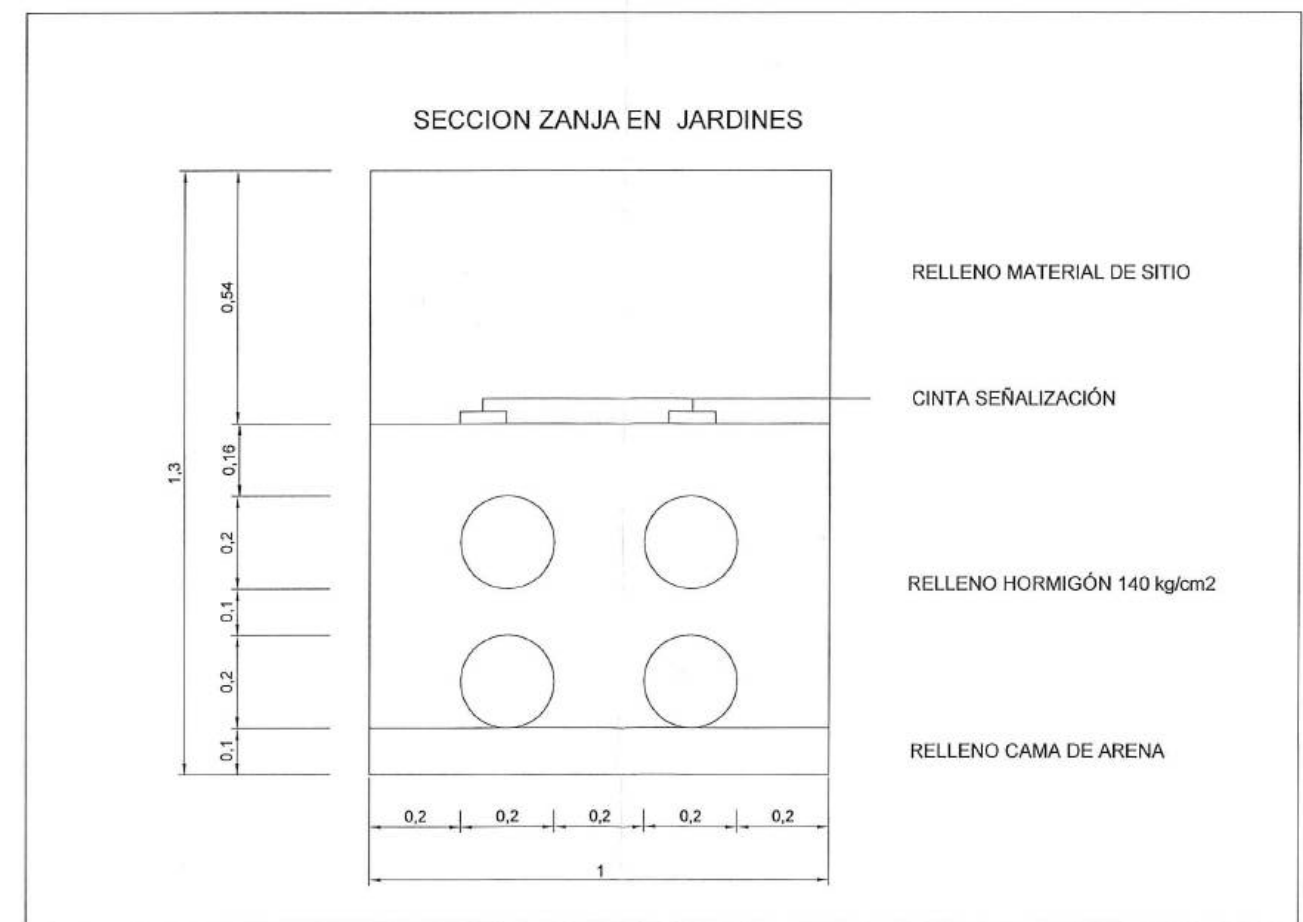 SECCION ZANJA EN JARDINES
RELLENO MATERIAL DE SITIO
0,54
CINTA SEÑALIZACIÓN
0,16
1,3
0,2
RELLENO HORMIGÓN 140 kg/cm2
0,1
0,2
RELLENO CAMA DE ARENA
0,1
0,2 0,2 0,2 0,2 0,2
1